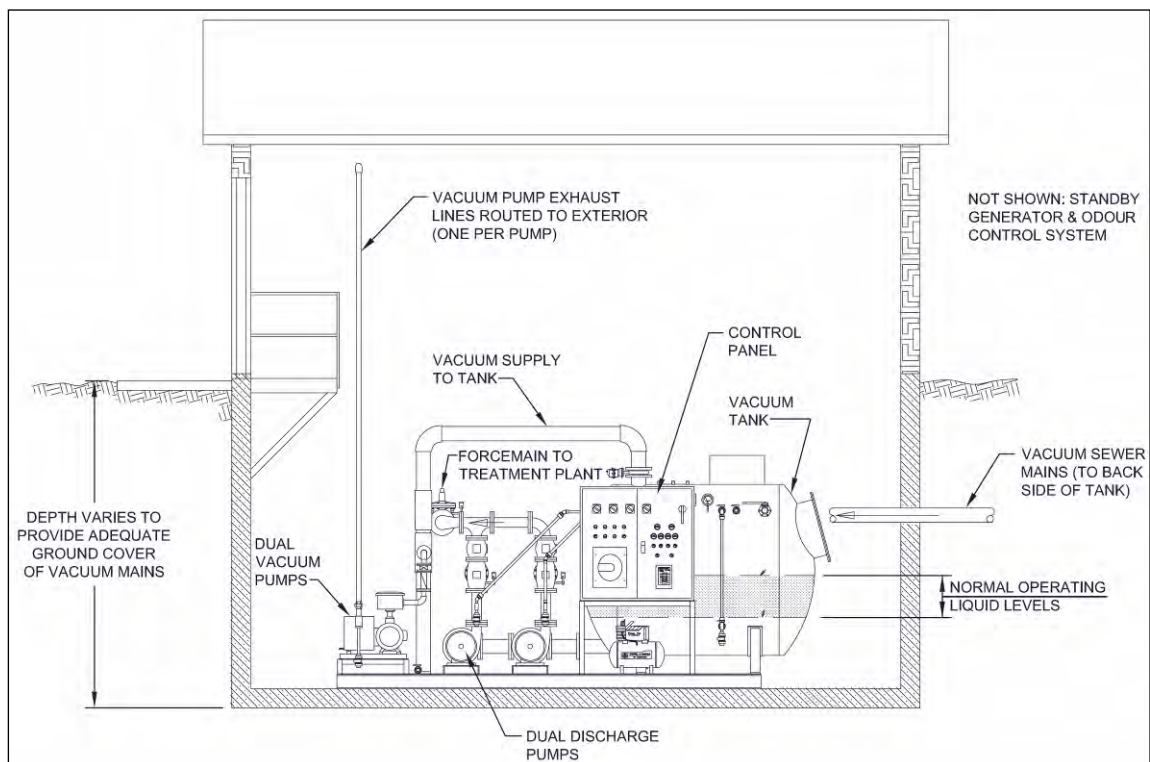 VACUUM PUMP EXHAUST
LINES ROUTED TO EXTERIOR
(ONE PER PUMP)
NOT SHOWN: STANDBY
GENERATOR & ODOUR
CONTROL SYSTEM
CONTROL
PANEL
VACUUM SUPPLY
TO TANK
VACUUM
TANK
FORCEMAIN TO
TREATMENT PLANT
VACUUM SEWER
MAINS (TO BACK
SIDE OF TANK)
DEPTH VARIES TO
PROVIDE ADEQUATE
GROUND COVER
OF VACUUM MAINS
DUAL
VACUUM
PUMPS
NORMAL OPERATING
LIQUID LEVELS
DUAL DISCHARGE
PUMPS